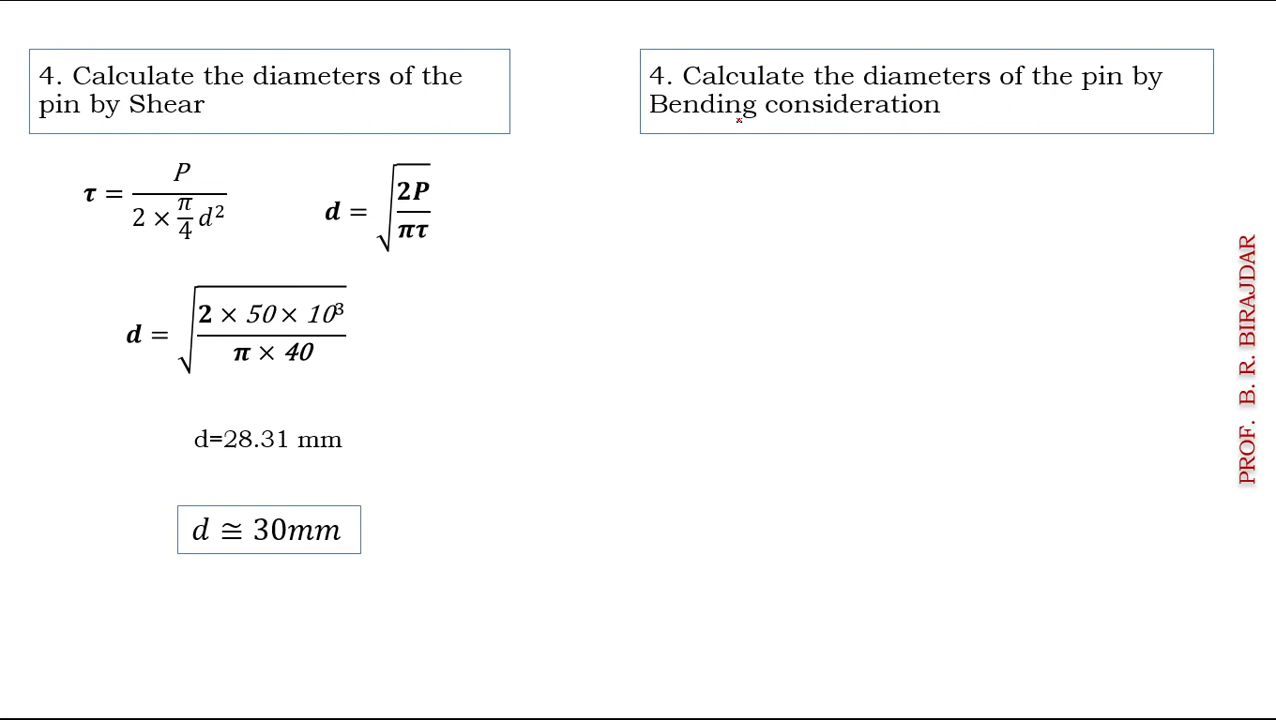 4. Calculate the diameters of the
pin by Shear
τ = P / (2 × π/4 d²)
d = √(2P / πτ)
d = √(2 × 50 × 10³ / π × 40)
d=28.31 mm
d ≅ 30mm
4. Calculate the diameters of the pin by
Bending consideration
PROF. B. R. BIRAJDAR